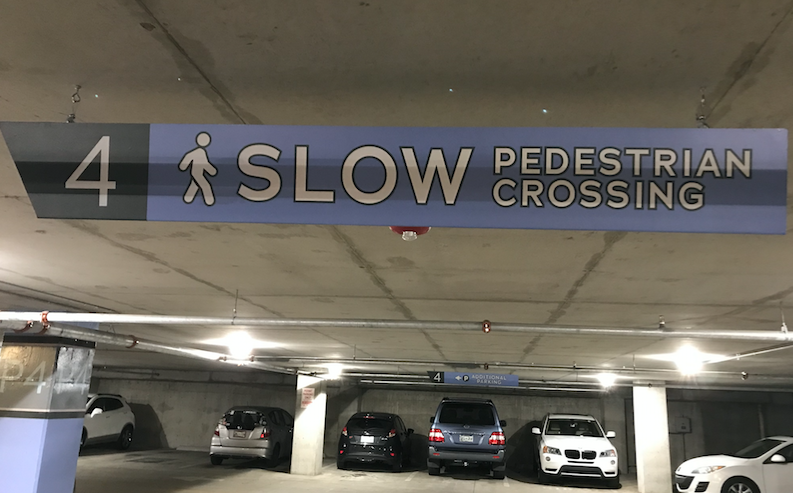 4 SLOW PEDESTRIAN
CROSSING
P4
4 P ADDITIONAL
PARKING